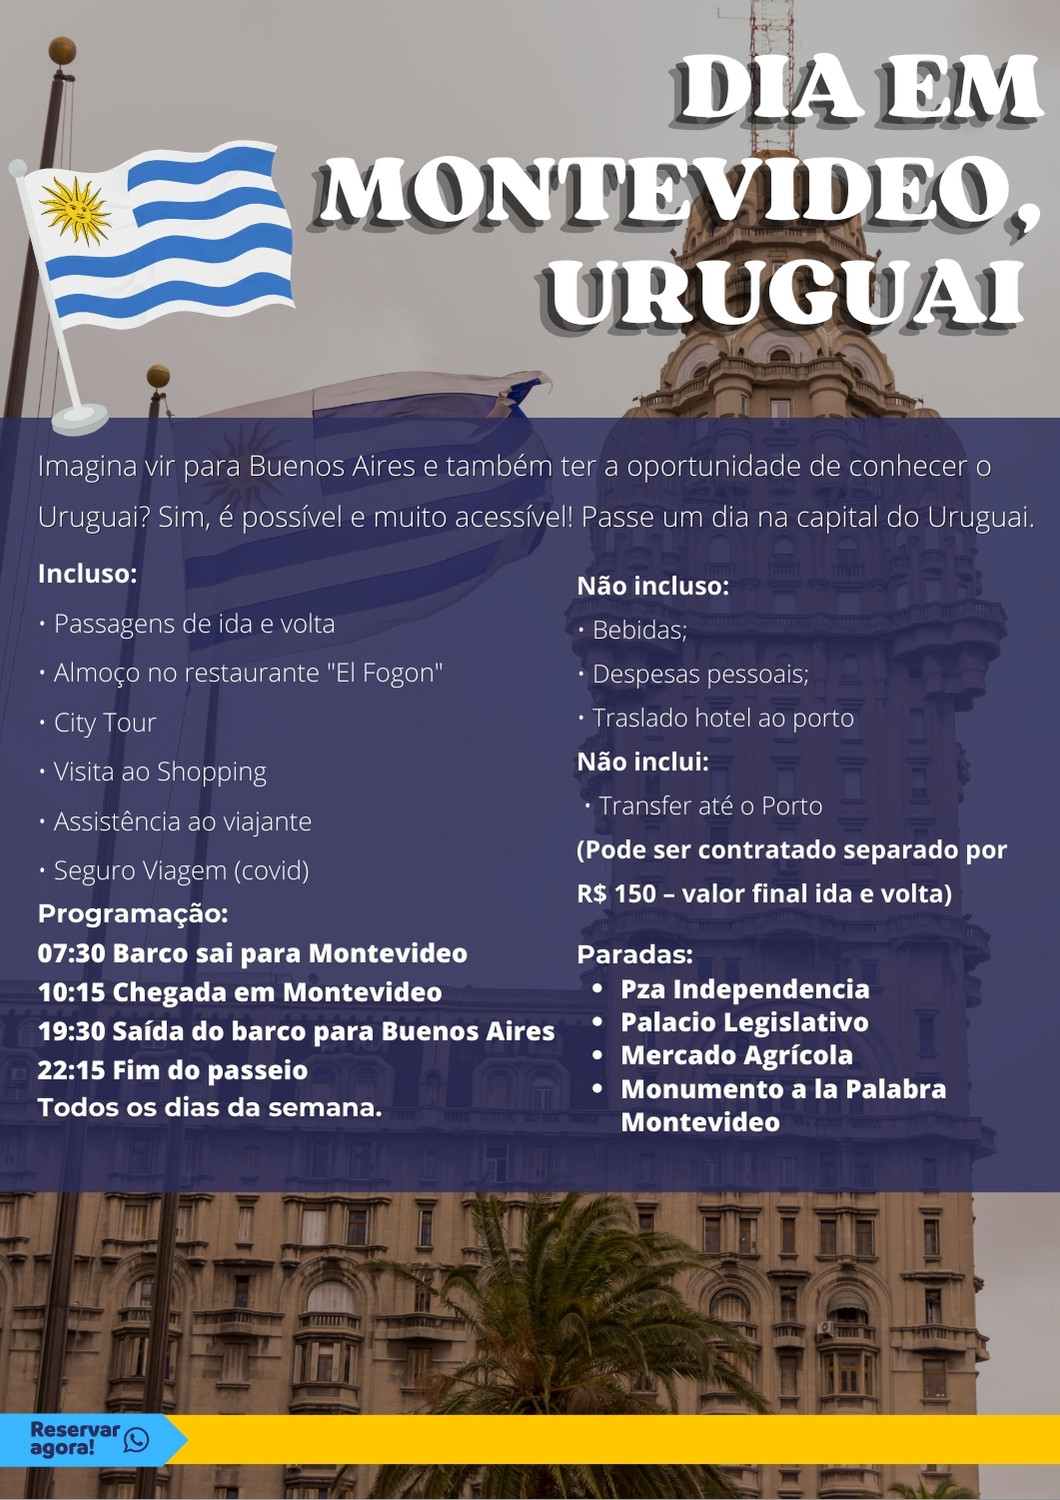 DIA EM
MONTEVIDEO,
URUGUAI
Imagina vir para Buenos Aires e também ter a oportunidade de conhecer o
Uruguai? Sim, é possível e muito acessível! Passe um dia na capital do Uruguai.
Incluso:
• Passagens de ida e volta
• Almoço no restaurante "El Fogon"
• City Tour
• Visita ao Shopping
• Assistência ao viajante
• Seguro Viagem (covid)
Programação:
07:30 Barco sai para Montevideo
10:15 Chegada em Montevideo
19:30 Saída do barco para Buenos Aires
22:15 Fim do passeio
Todos os dias da semana.
Não incluso:
• Bebidas;
• Despesas pessoais;
• Traslado hotel ao porto
Não inclui:
• Transfer até o Porto
(Pode ser contratado separado por
R$ 150 – valor final ida e volta)
Paradas:
• Pza Independencia
• Palacio Legislativo
• Mercado Agrícola
• Monumento a la Palabra
Montevideo
Reservar
agora!